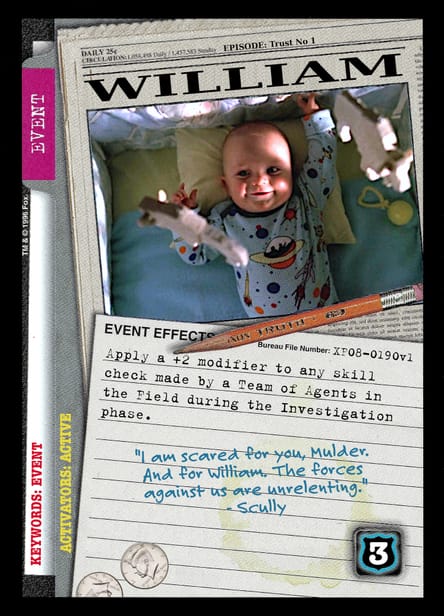 DAILY 25¢
CIRCULATION: 1,058,498 Daily / 1,457,583 Sunday
EPISODE: Trust No 1
WILLIAM
EVENT
TM & © 1996 Fox.
EVENT EFFECTS
Bureau File Number: XF08-0190v1
Apply a +2 modifier to any skill
check made by a Team of Agents in
the Field during the Investigation
phase.
"I am scared for you, Mulder.
And for William. The forces
against us are unrelenting."
- Scully
KEYWORDS: EVENT
ACTIVATORS: ACTIVE
3